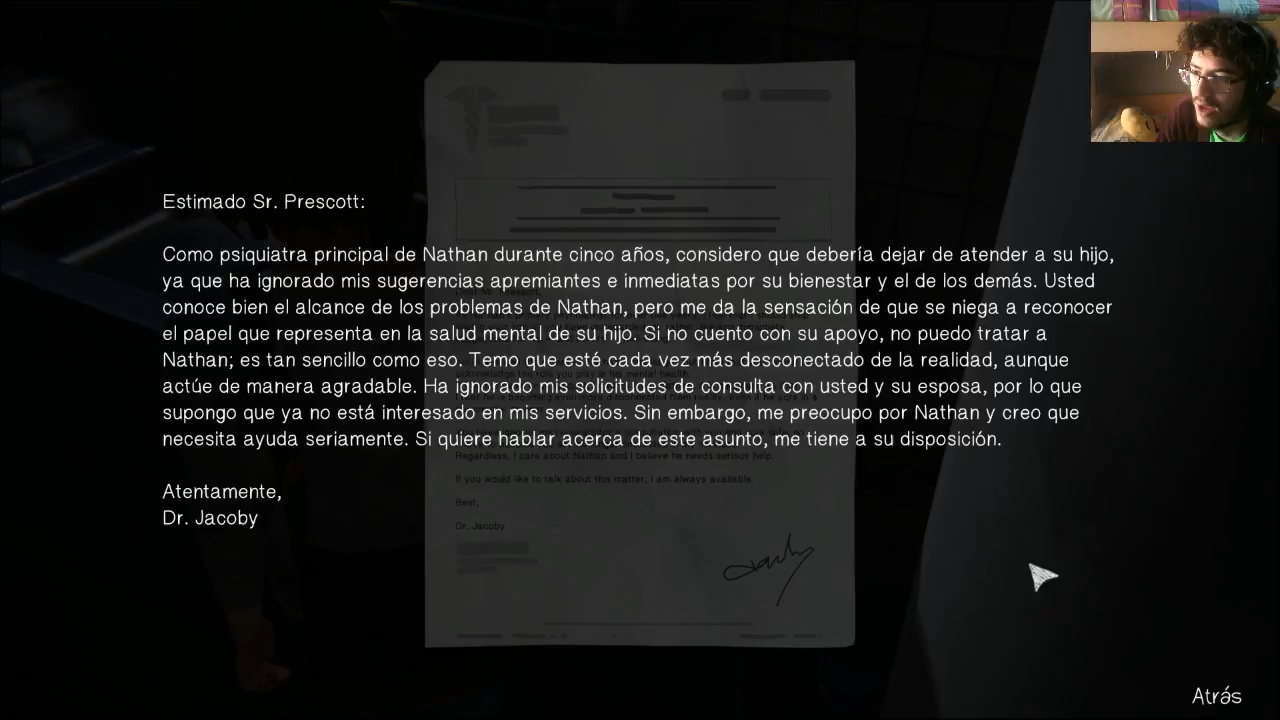 Estimado Sr. Prescott:
Como psiquiatra principal de Nathan durante cinco años, considero que debería dejar de atender a su hijo,
ya que ha ignorado mis sugerencias apremiantes e inmediatas por su bienestar y el de los demás. Usted
conoce bien el alcance de los problemas de Nathan, pero me da la sensación de que se niega a reconocer
el papel que representa en la salud mental de su hijo. Si no cuento con su apoyo, no puedo tratar a
Nathan; es tan sencillo como eso. Temo que esté cada vez más desconectado de la realidad, aunque
actúe de manera agradable. Ha ignorado mis solicitudes de consulta con usted y su esposa, por lo que
supongo que ya no está interesado en mis servicios. Sin embargo, me preocupo por Nathan y creo que
necesita ayuda seriamente. Si quiere hablar acerca de este asunto, me tiene a su disposición.
Regardless, I care about Nathan and I believe he needs serious help.
If you would like to talk about this matter, I am always available.
Atentamente,
Best,
Dr. Jacoby
Dr. Jacoby
Atrás